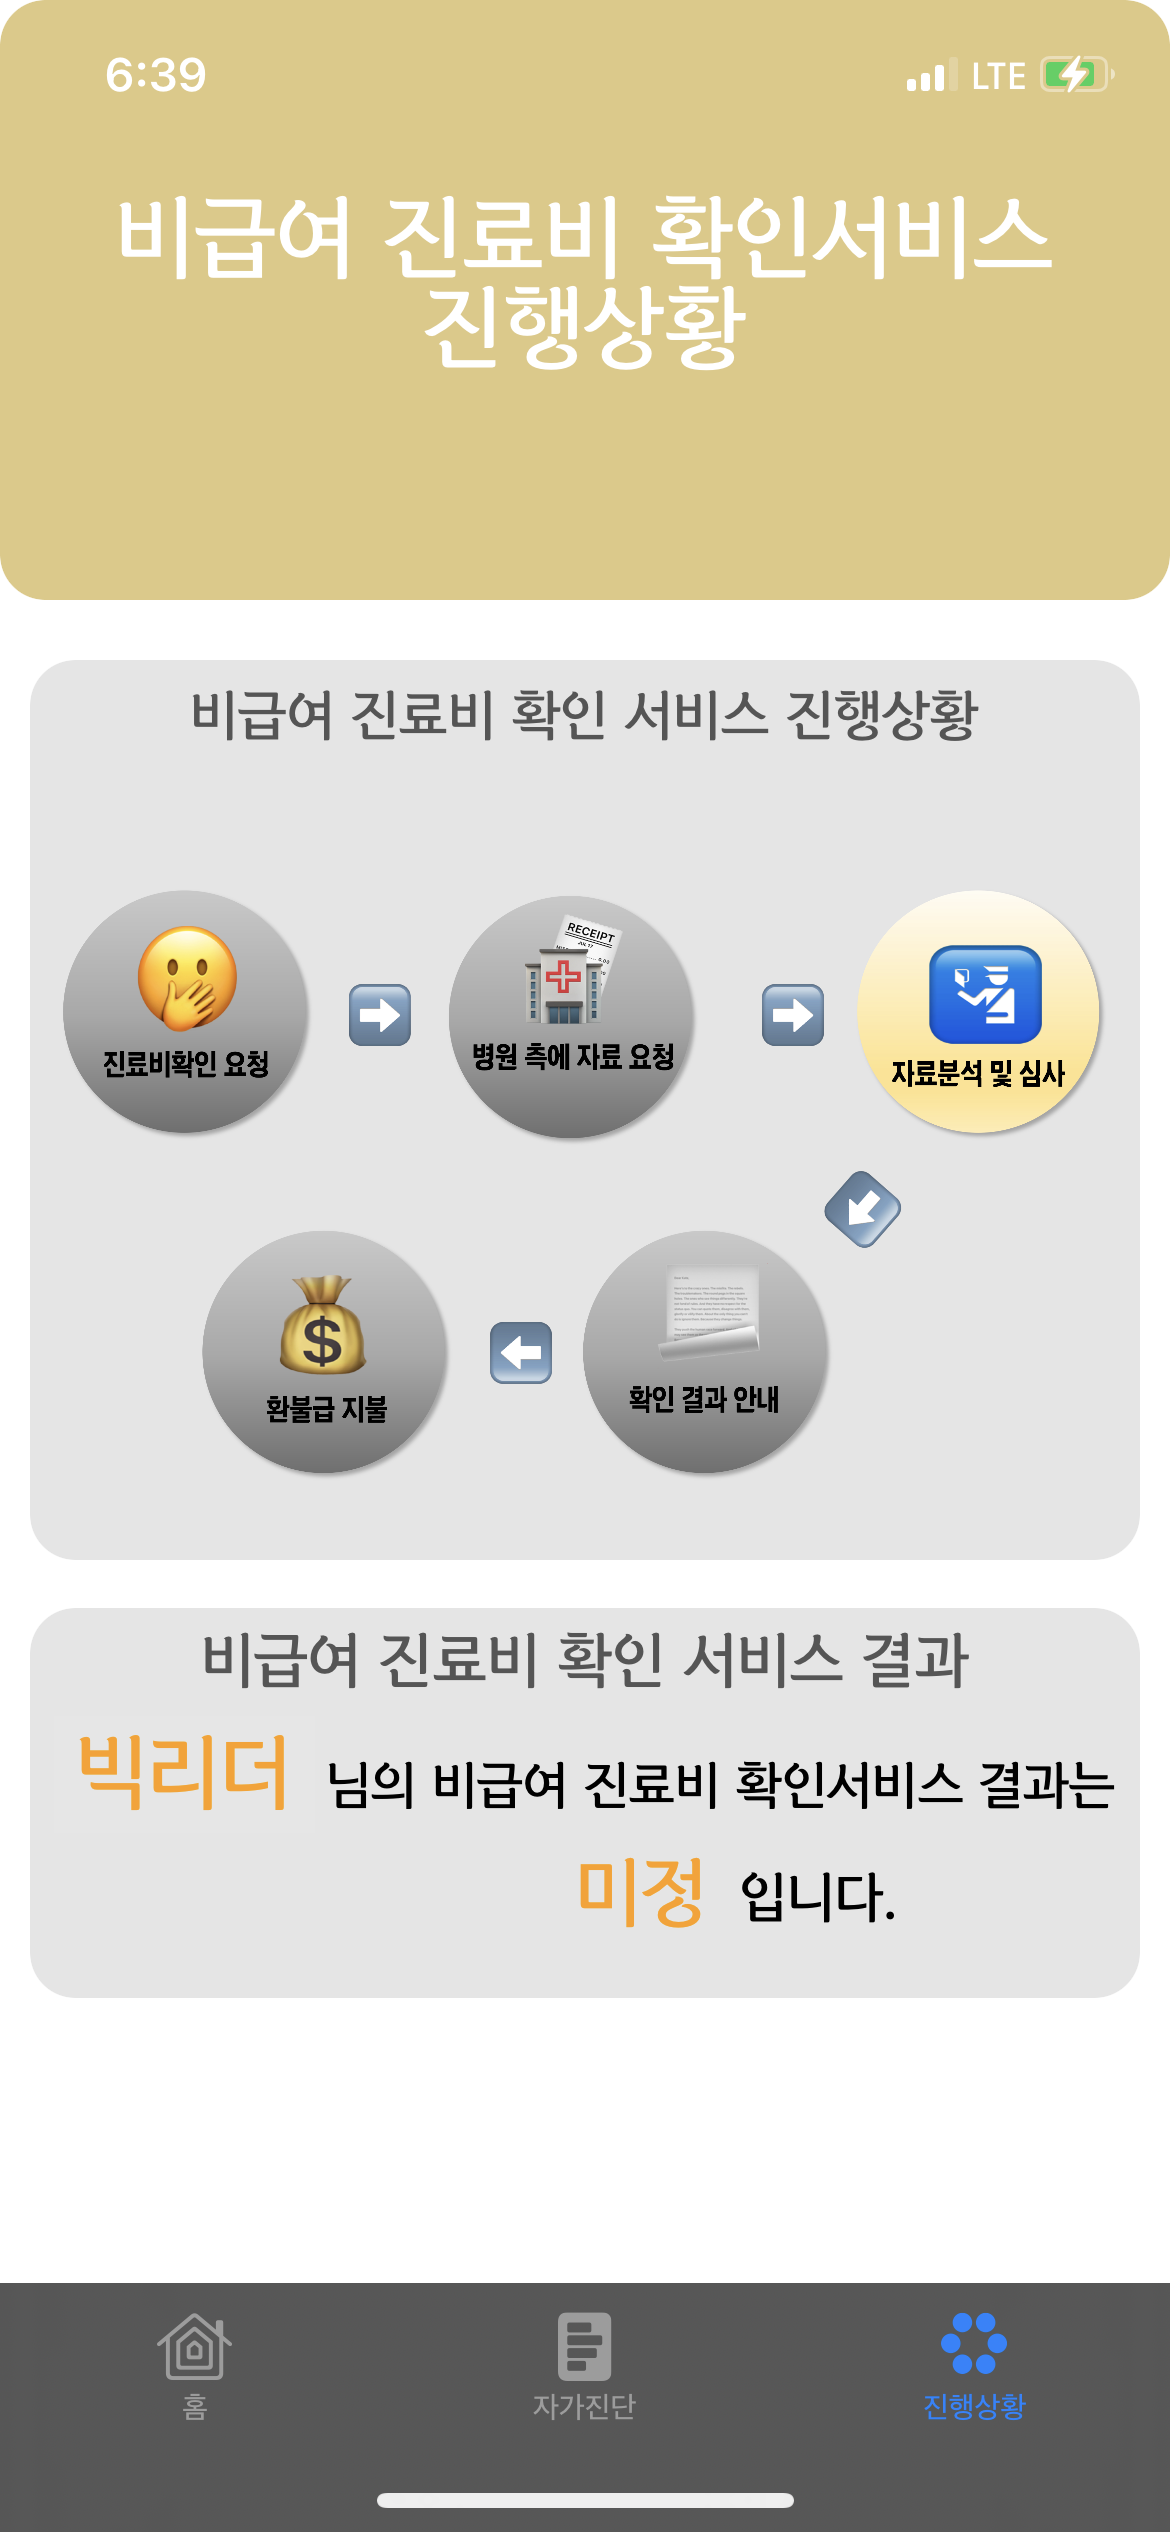 6:39
LTE
비급여 진료비 확인서비스
진행상황
비급여 진료비 확인 서비스 진행상황
진료비확인 요청
RECEIPT
JUL 17
병원 측에 자료 요청
자료분석 및 심사
$
환불급 지불
확인 결과 안내
비급여 진료비 확인 서비스 결과
빅리더 님의 비급여 진료비 확인서비스 결과는
미정 입니다.
홈
자가진단
진행상황